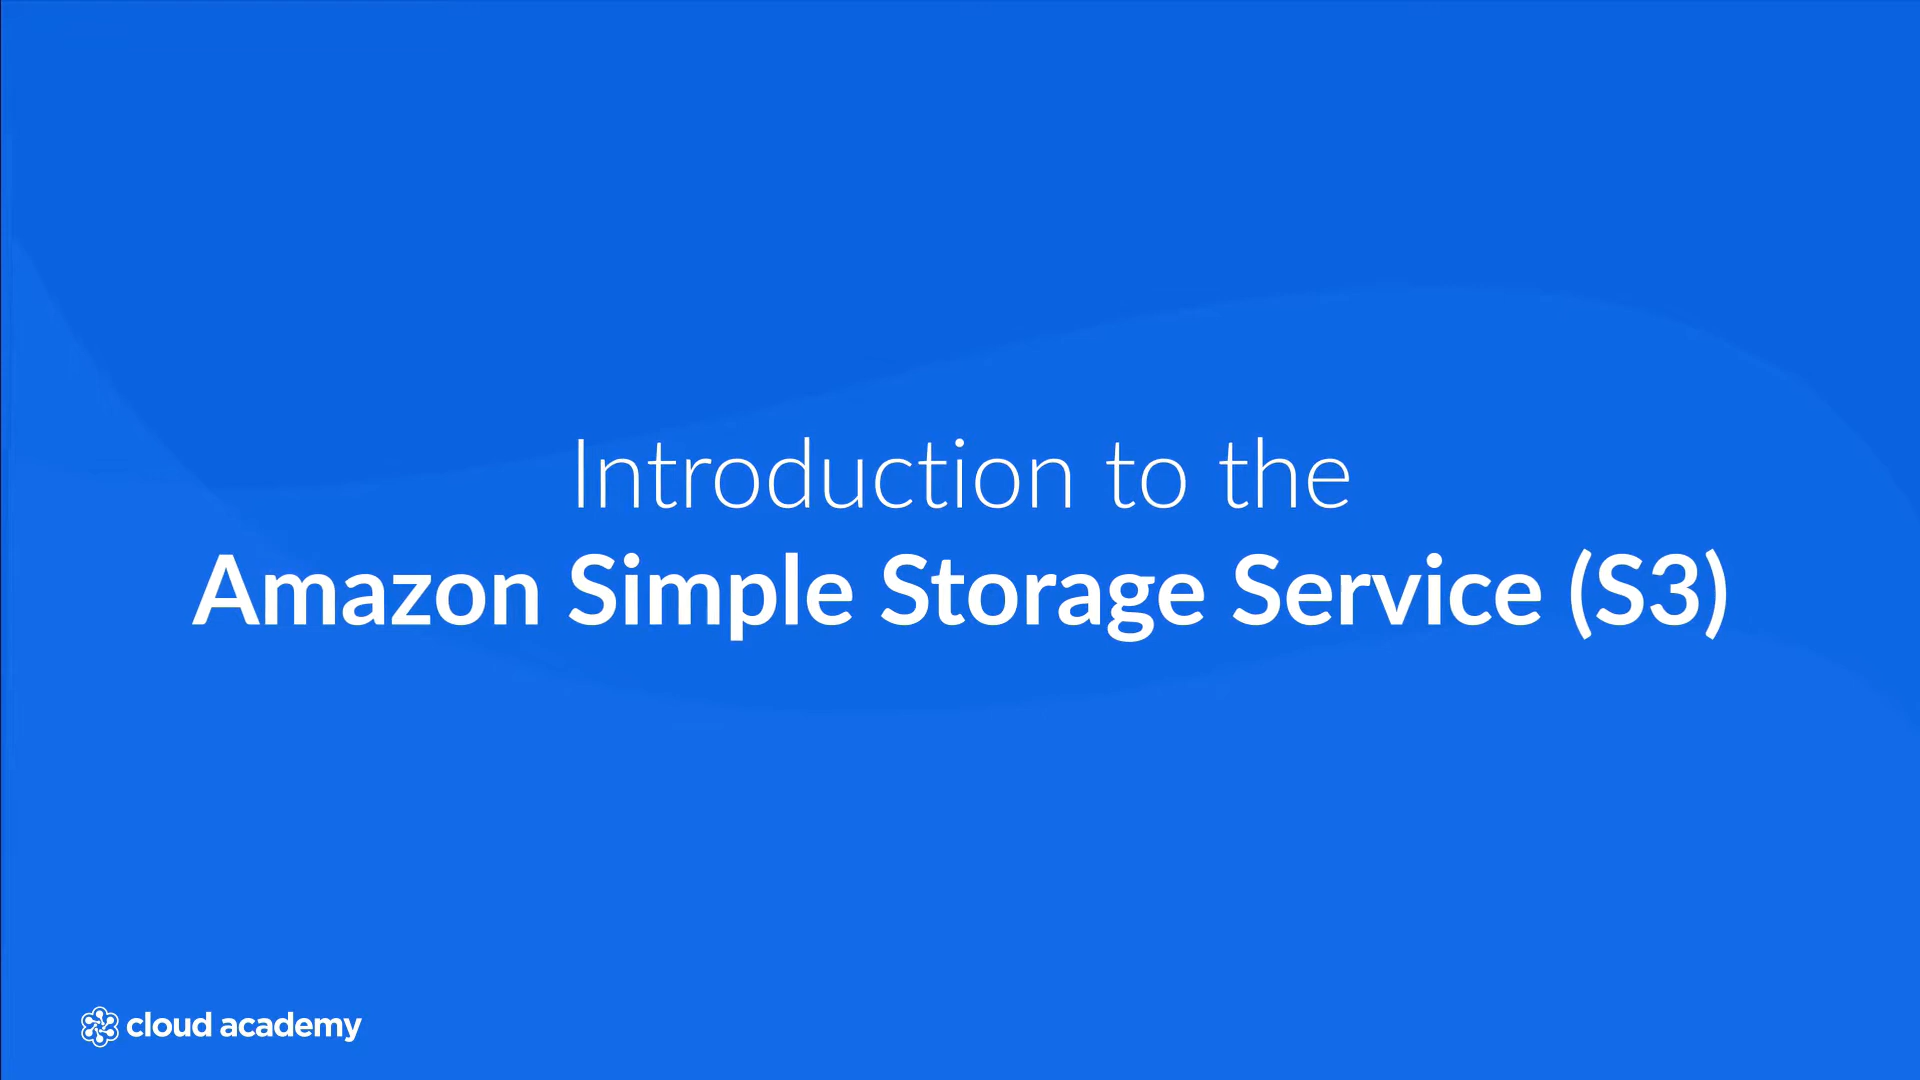 Introduction to the
Amazon Simple Storage Service (S3)
cloud academy